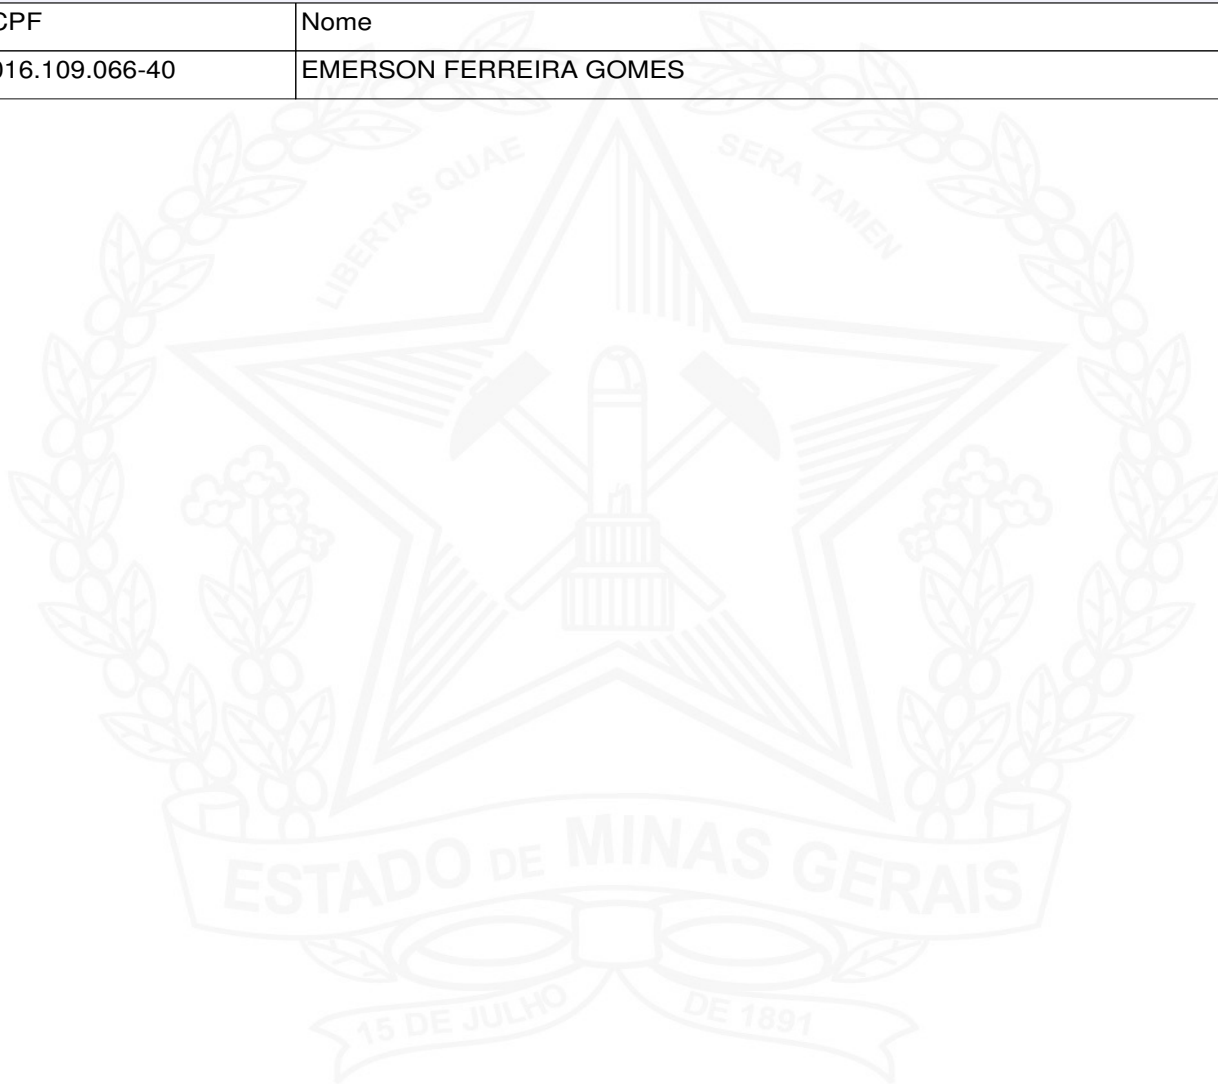 CPF Nome
016.109.066-40 EMERSON FERREIRA GOMES
LIBERTAS QUAE SERA TAMEN
ESTADO DE MINAS GERAIS
15 DE JULHO DE 1891